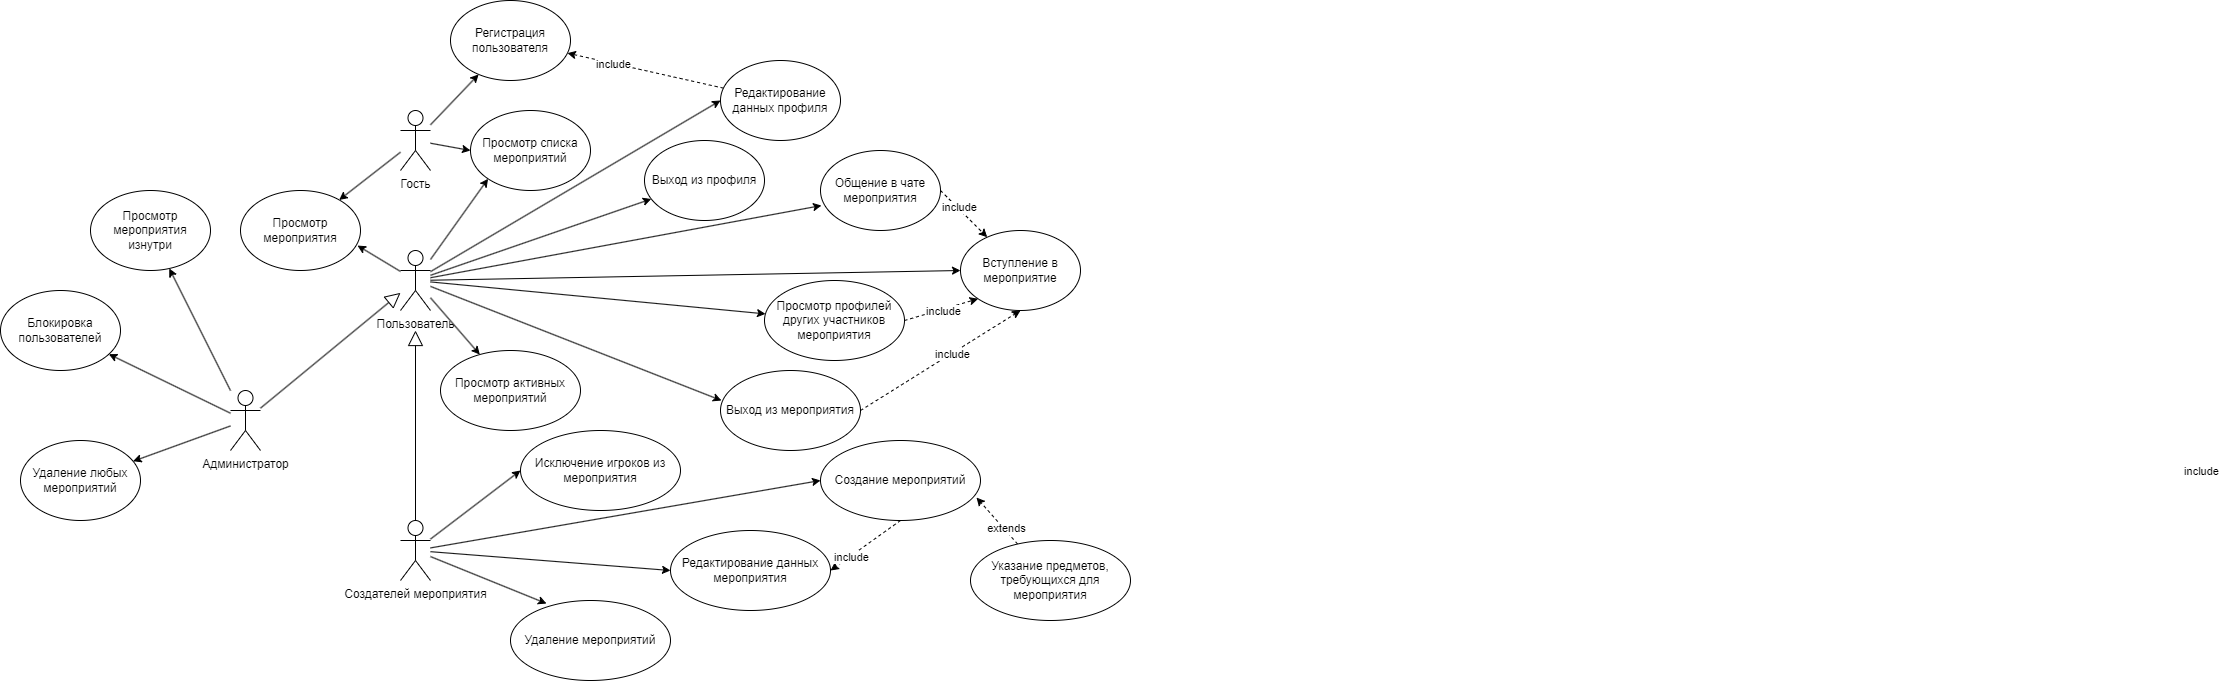 Регистрация
пользователя
include
Редактирование
данных профиля
Просмотр списка
мероприятий
Гость
Выход из профиля
Общение в чате
мероприятия
include
Просмотр
мероприятия
изнутри
Просмотр
мероприятия
Вступление в
мероприятие
Просмотр профилей
других участников
мероприятия
include
Пользователь
Блокировка
пользователей
include
Просмотр активных
мероприятий
Выход из мероприятия
Администратор
Удаление любых
мероприятий
Исключение игроков из
мероприятия
Создание мероприятий
include
extends
include
Редактирование данных
мероприятия
Указание предметов,
требующихся для
мероприятия
Создателей мероприятия
Удаление мероприятий